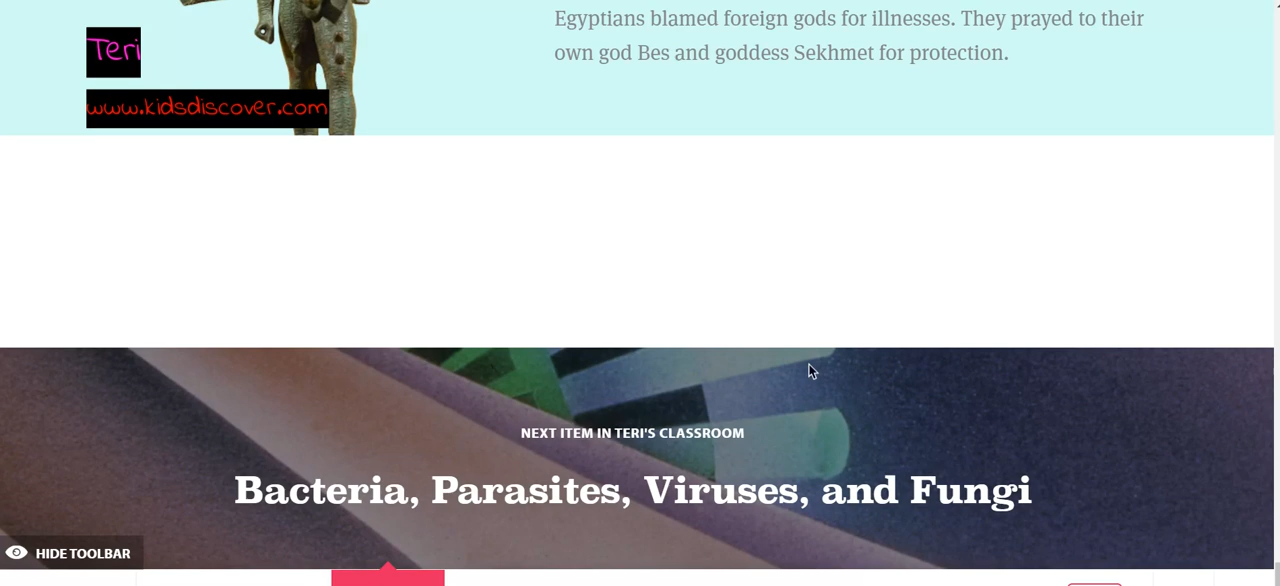 Egyptians blamed foreign gods for illnesses. They prayed to their
own god Bes and goddess Sekhmet for protection.
Teri
www.kidsdiscover.com
NEXT ITEM IN TERI'S CLASSROOM
Bacteria, Parasites, Viruses, and Fungi
HIDE TOOLBAR